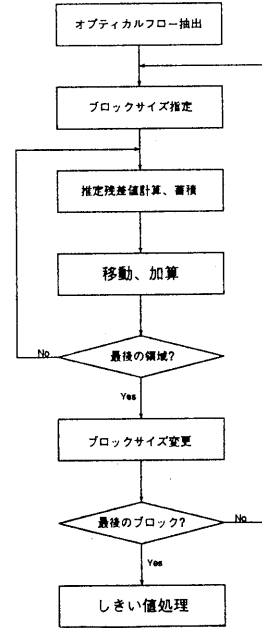 オプティカルフロー抽出
ブロックサイズ指定
推定残差値計算、蓄積
移動、加算
最後の領域?
No
Yes
ブロックサイズ変更
最後のブロック?
No
Yes
しきい値処理